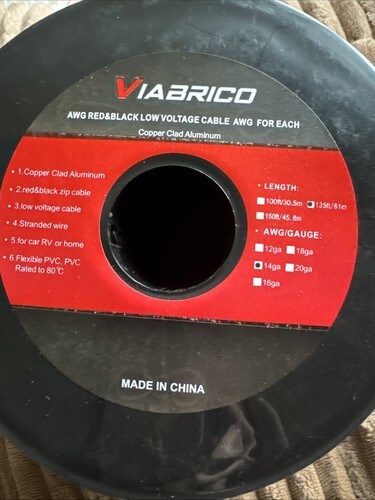 VIABRICO
AWG RED&BLACK LOW VOLTAGE CABLE AWG FOR EACH
Copper Clad Aluminum
• 1.Copper Clad Aluminum
• 2.red&black zip cable
• 3.low voltage cable
• 4.Stranded wire
• 5.for car RV or home
• 6.Flexible PVC, PVC
Rated to 80℃
• LENGTH:
100ft/30.5m 135ft/61m
150ft/45.8m
• AWG/GAUGE:
12ga 18ga
14ga 20ga
16ga
MADE IN CHINA